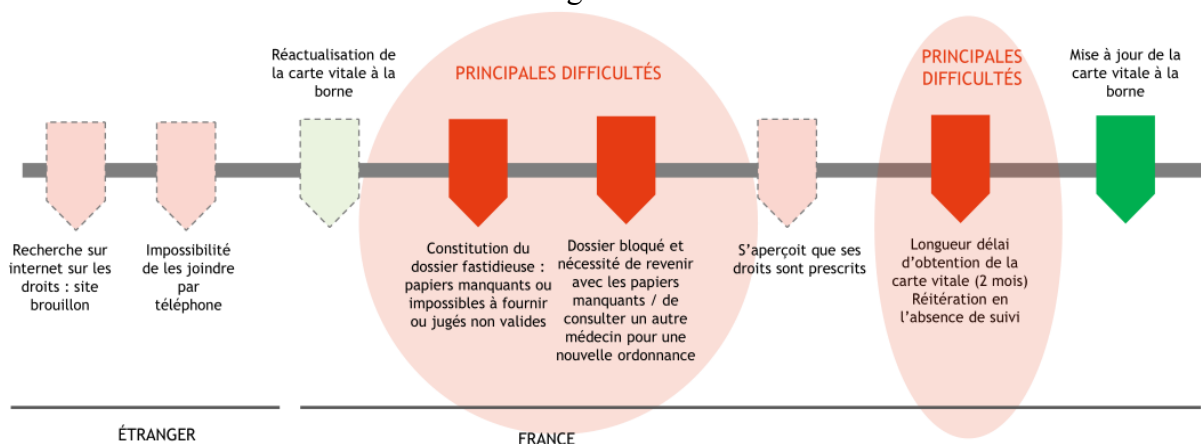 Réactualisation de
la carte vitale à la
borne
PRINCIPALES DIFFICULTÉS
PRINCIPALES
DIFFICULTÉS
Mise à jour de la
carte vitale à la
borne
Recherche sur
internet sur les
droits : site
brouillon
Impossibilité
de les joindre
par
téléphone
Constitution du
dossier fastidieuse :
papiers manquants ou
impossibles à fournir
ou jugés non valides
Dossier bloqué et
nécessité de revenir
avec les papiers
manquants / de
consulter un autre
médecin pour une
nouvelle ordonnance
S'aperçoit que ses
droits sont prescrits
Longueur délai
d'obtention de la
carte vitale (2 mois)
Réitération en
l'absence de suivi
ÉTRANGER
FRANCE